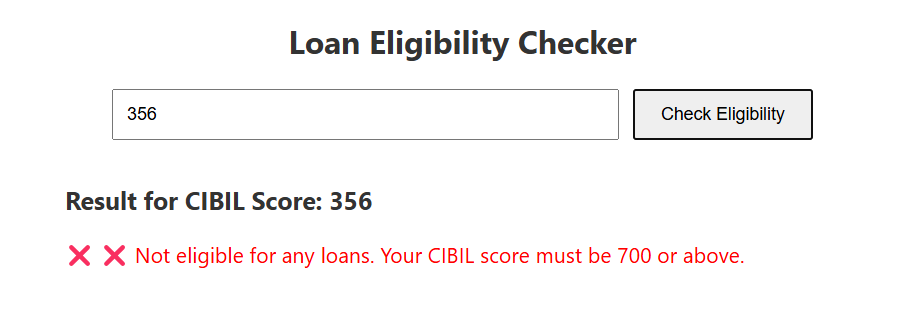 Loan Eligibility Checker
356
Check Eligibility
Result for CIBIL Score: 356
❌ ❌ Not eligible for any loans. Your CIBIL score must be 700 or above.